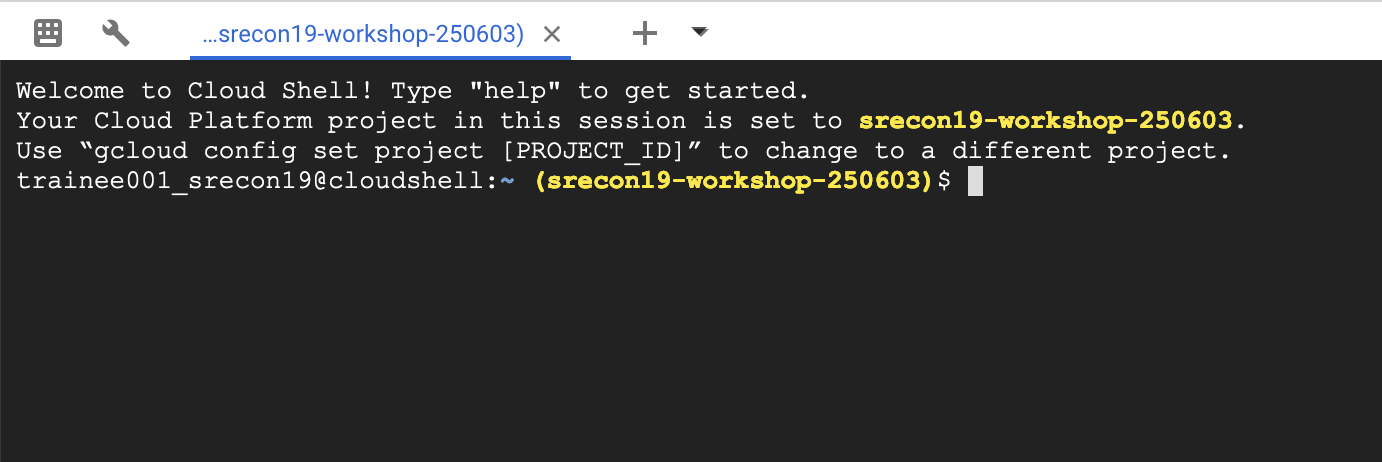 ...srecon19-workshop-250603)
Welcome to Cloud Shell! Type "help" to get started.
Your Cloud Platform project in this session is set to srecon19-workshop-250603.
Use “gcloud config set project [PROJECT_ID]” to change to a different project.
trainee001_srecon19@cloudshell:~ (srecon19-workshop-250603)$